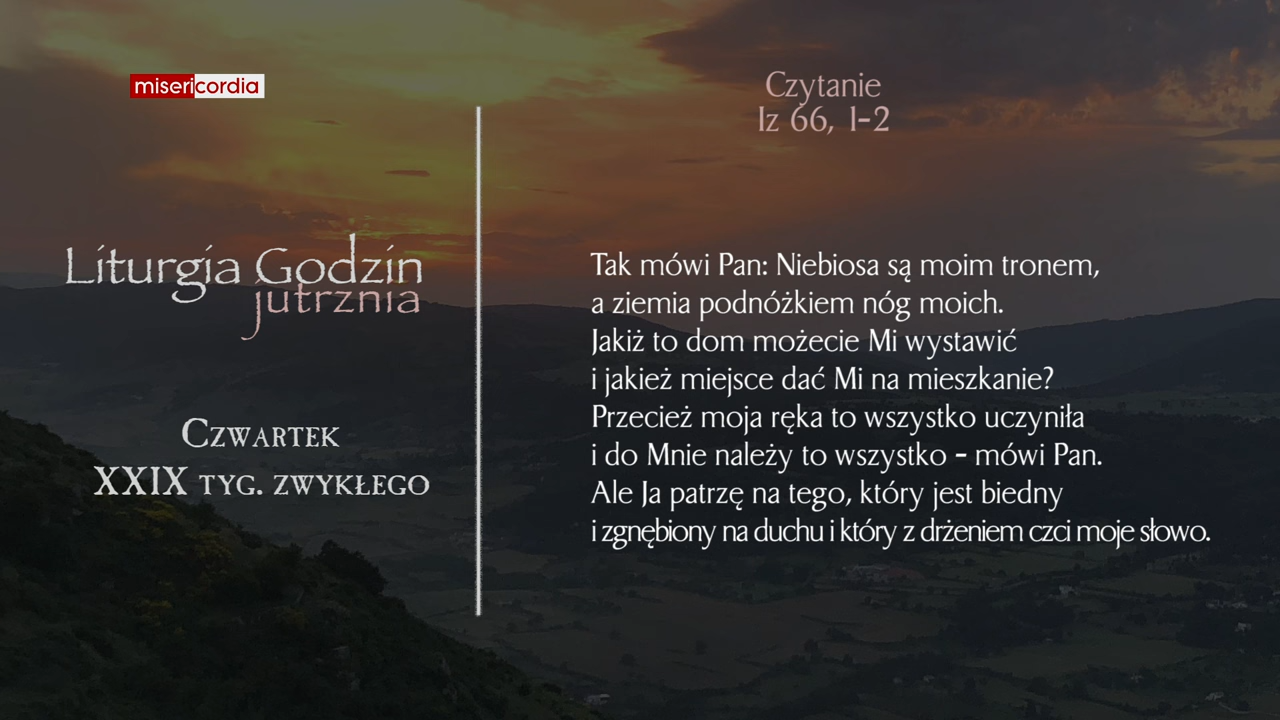 misericordia
Liturgia Godzin
jutrznia
Czwartek
XXIX tyg. zwykłego
Czytanie
Iz 66, 1-2
Tak mówi Pan: Niebiosa są moim tronem,
a ziemia podnóżkiem nóg moich.
Jakiż to dom możecie Mi wystawić
i jakież miejsce dać Mi na mieszkanie?
Przecież moja ręka to wszystko uczyniła
i do Mnie należy to wszystko - mówi Pan.
Ale Ja patrzę na tego, który jest biedny
i zgnębiony na duchu i który z drżeniem czci moje słowo.